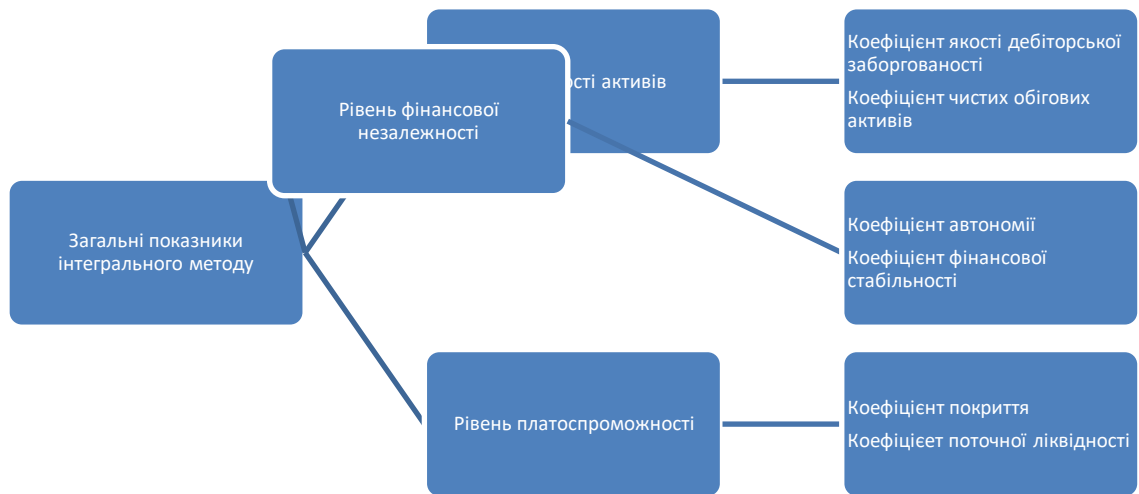 Загальні показники
інтегрального методу
Рівень фінансової
незалежності
активів
Рівень платоспроможності
Коефіцієнт якості дебіторської
заборгованості
Коефіцієнт чистих обігових
активів
Коефіцієнт автономії
Коефіцієнт фінансової
стабільності
Коефіцієнт покриття
Коефіцієет поточної ліквідності